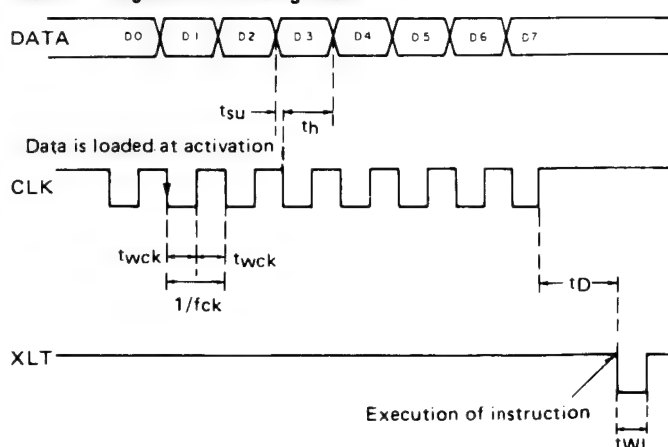 DATA
D0 D1 D2 D3 D4 D5 D6 D7
tsu
th
Data is loaded at activation
CLK
twck twck
1/fck
tD
XLT
Execution of instruction